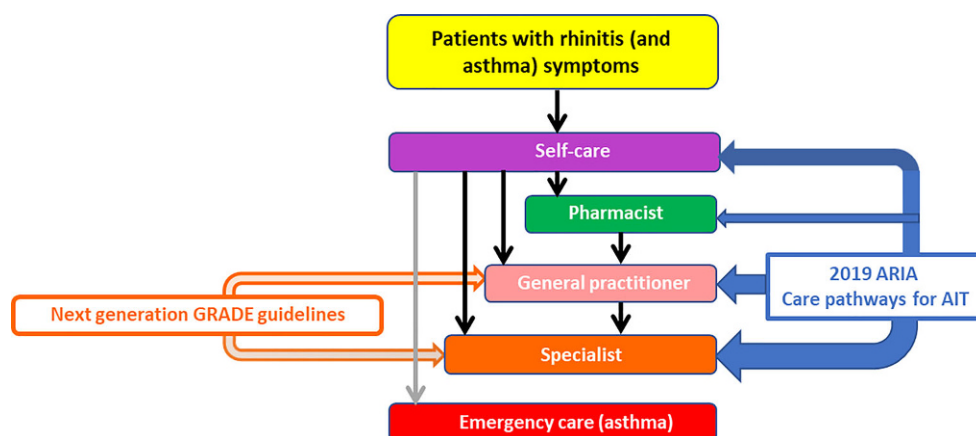 Patients with rhinitis (and
asthma) symptoms
Self-care
Pharmacist
General practitioner
2019 ARIA
Care pathways for AIT
Next generation GRADE guidelines
Specialist
Emergency care (asthma)